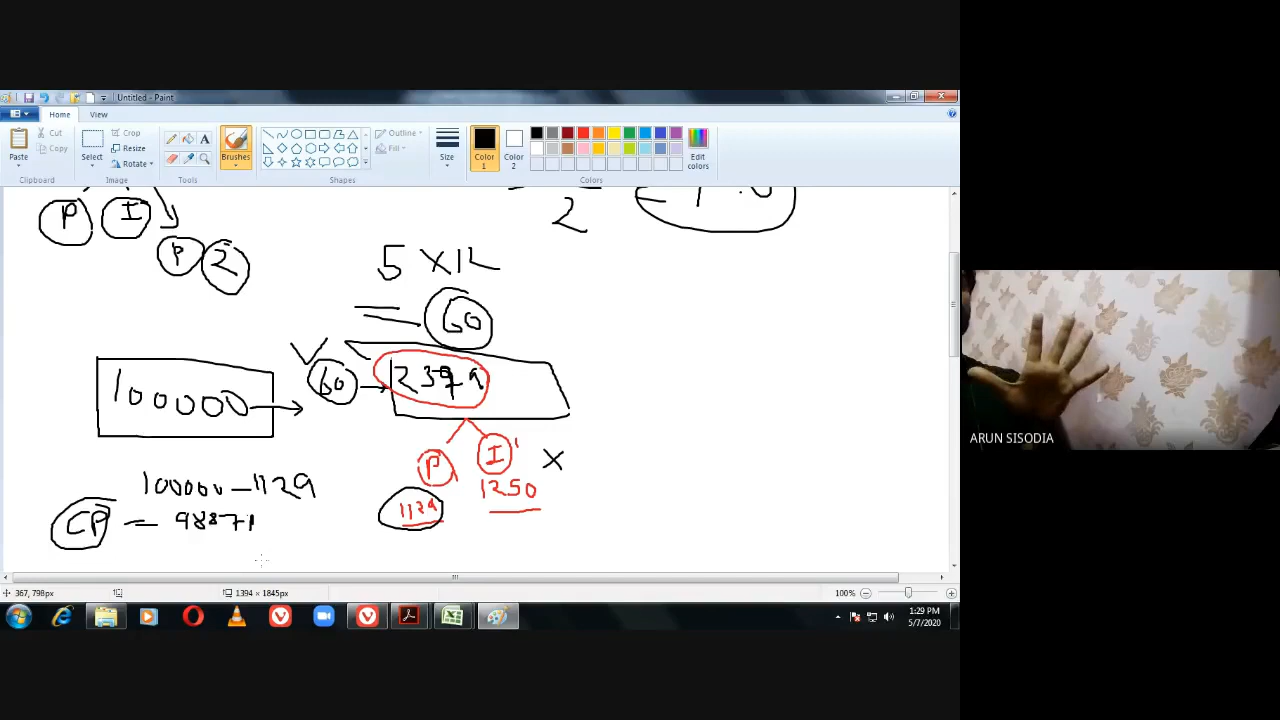 Untitled - Paint
Home View
Paste Cut Copy Clipboard
Select Crop Resize Rotate Image
A Tools
Brushes
Outline Fill Shapes
Size
Color 1
Color 2
Edit colors
Colors
P I
P 2
2
5 X12
= 60
100000 60 2379
P I
1129 1250
X
100000 - 1129
CP = 98871
ARUN SISODIA
367, 798px 1394 × 1845px 100%
1:29 PM
5/7/2020